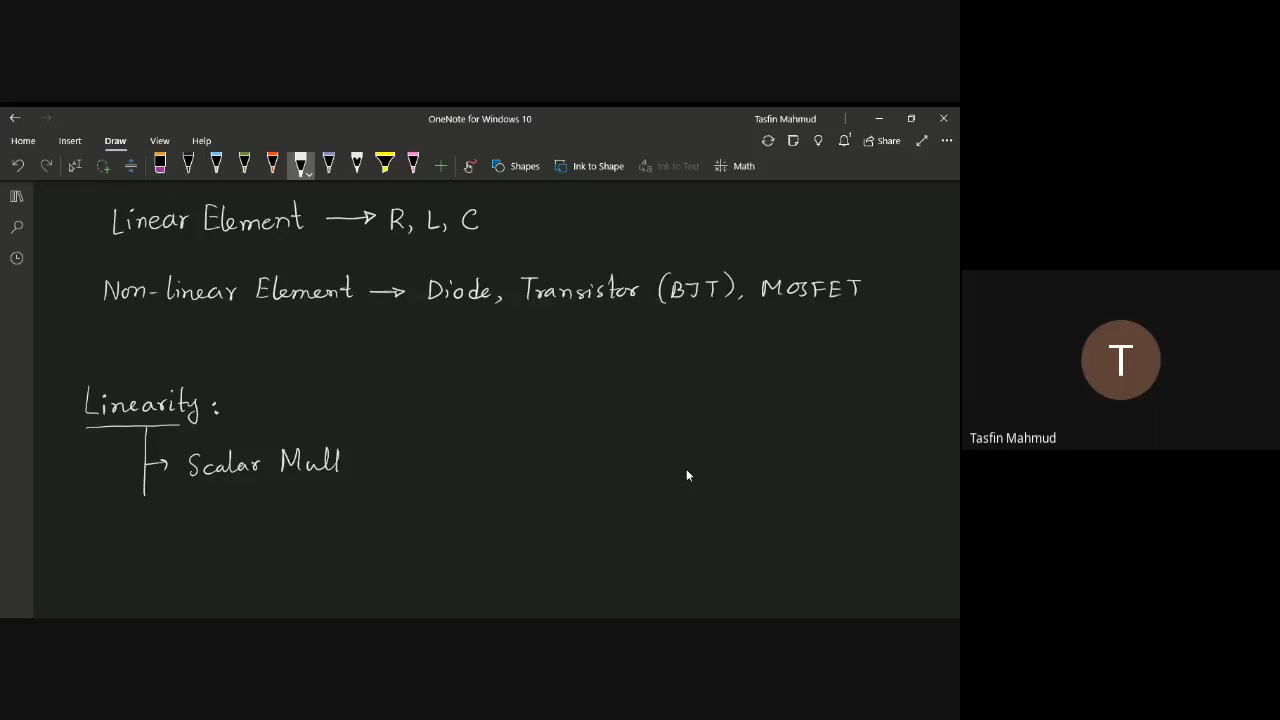 OneNote for Windows 10
Tasfin Mahmud
Home Insert Draw View Help
Share
Shapes Ink to Shape Ink to Text Math
Linear Element → R, L, C
Non-linear Element → Diode, Transistor (BJT), MOSFET
Linearity:
→ Scalar Mull
T
Tasfin Mahmud